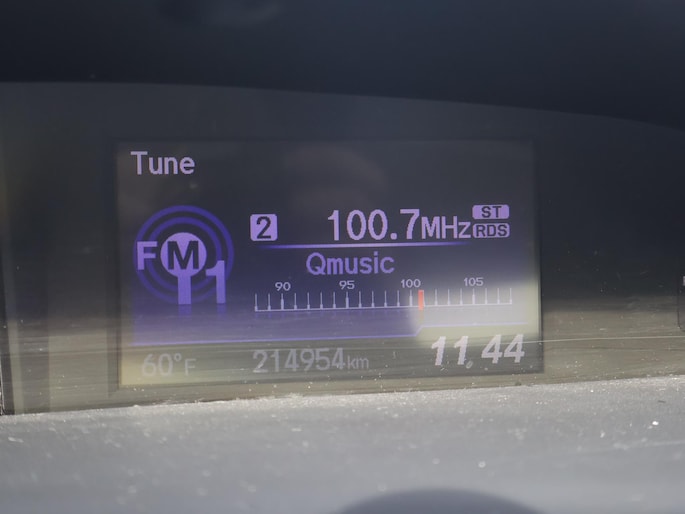 Tune
FM1
2 100.7MHz ST RDS
Qmusic
90 95 100 105
60°F 214954km 11.44